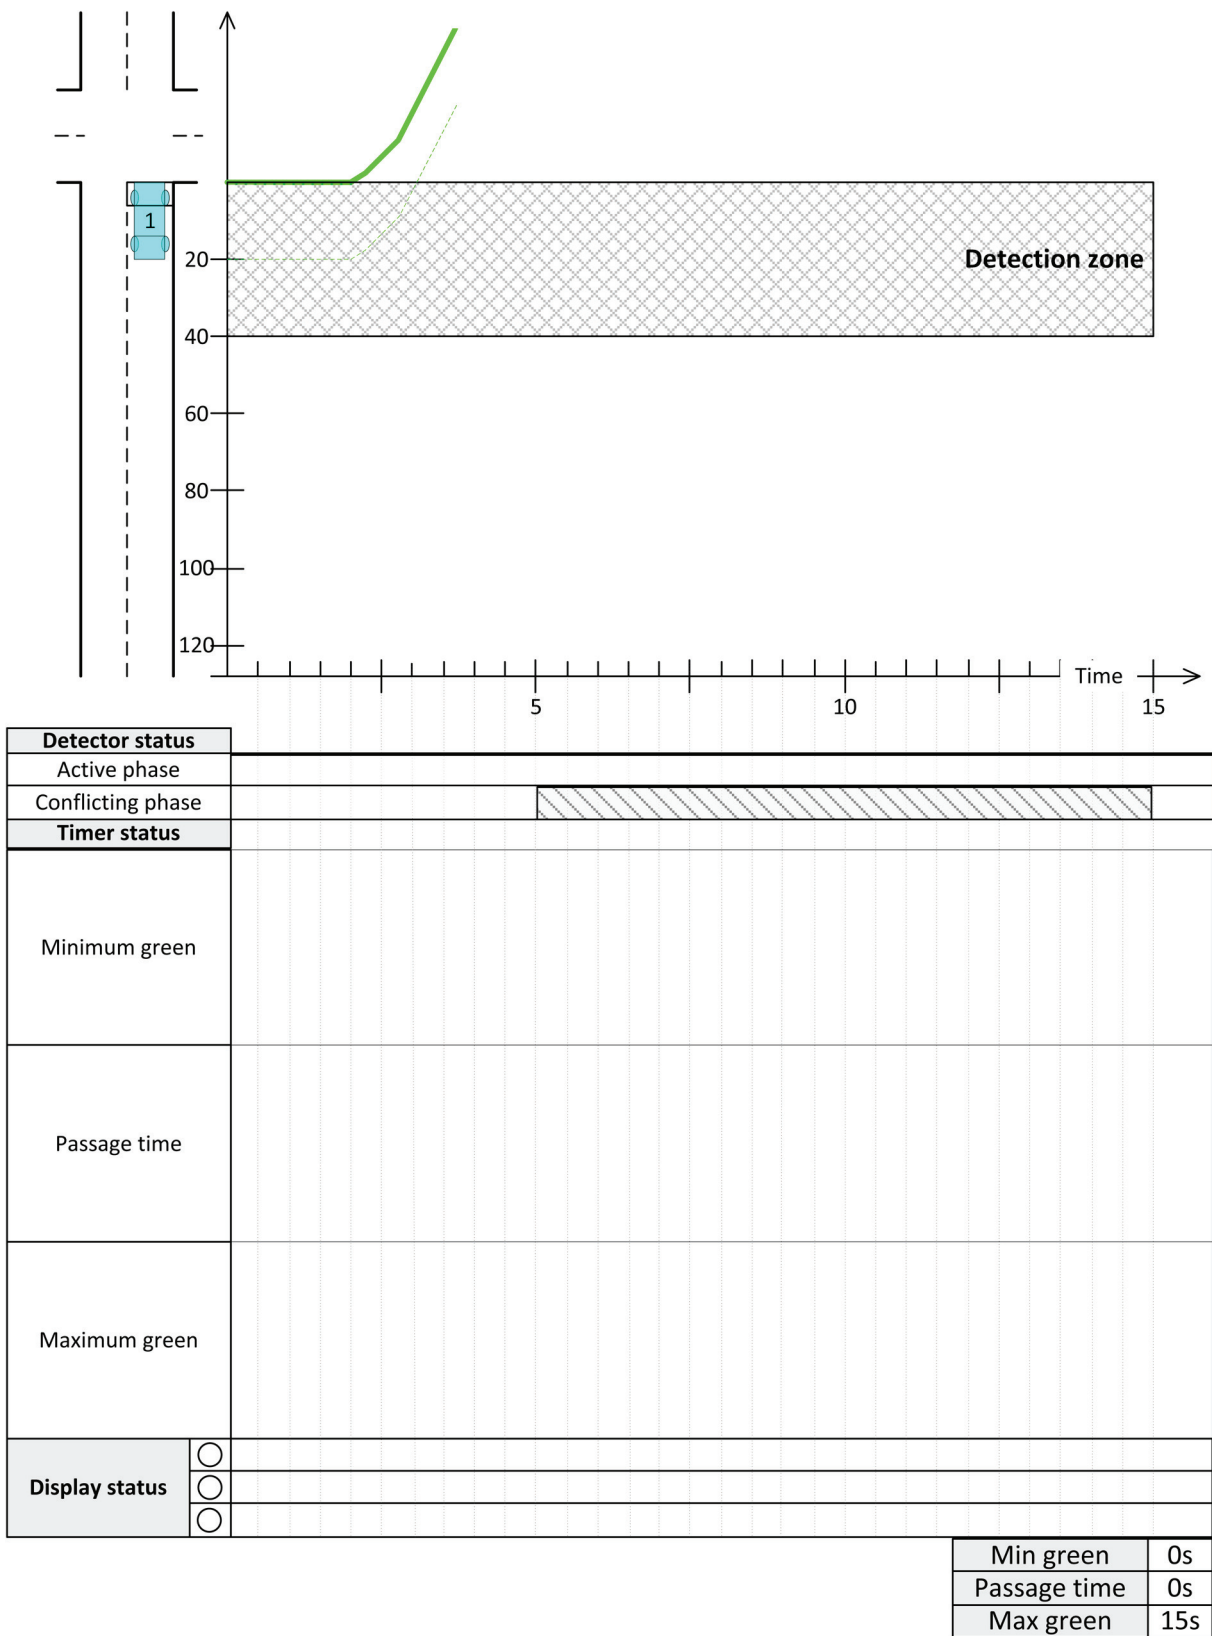 1
20
Detection zone
40
60
80
100
120
Time
5
10
15
Detector status
Active phase
Conflicting phase
Timer status
Minimum green
Passage time
Maximum green
Display status
Min green 0s
Passage time 0s
Max green 15s